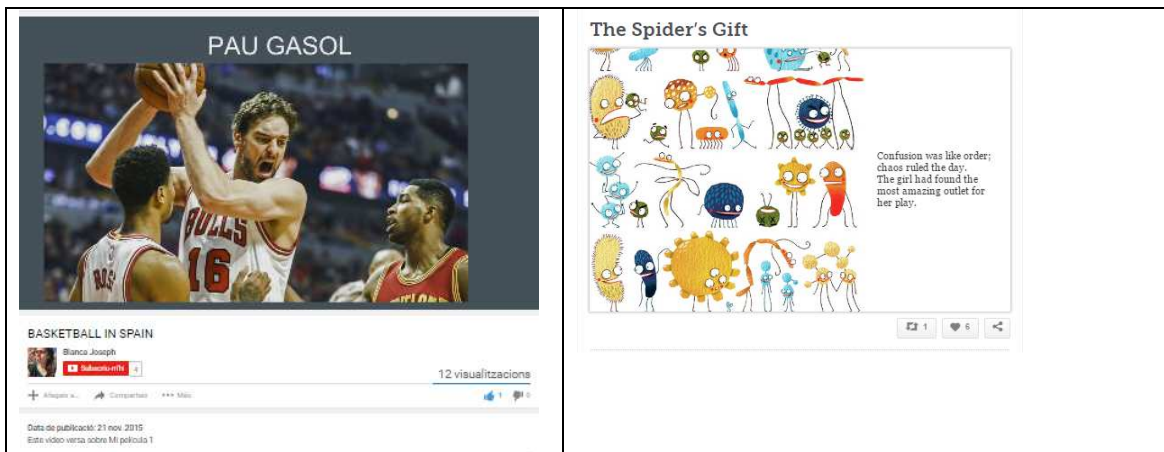 PAU GASOL
BULLS
16
ROS
BASKETBALL IN SPAIN
Bianca Joseph
Subscriu-m'hi 4
12 visualitzacions
Afegeix a... Comparteix Més
1 0
Data de publicació: 21 nov. 2015
Este vídeo versa sobre Mi película 1
The Spider's Gift
Confusion was like order;
chaos ruled the day.
The girl had found the
most amazing outlet for
her play.
1 6